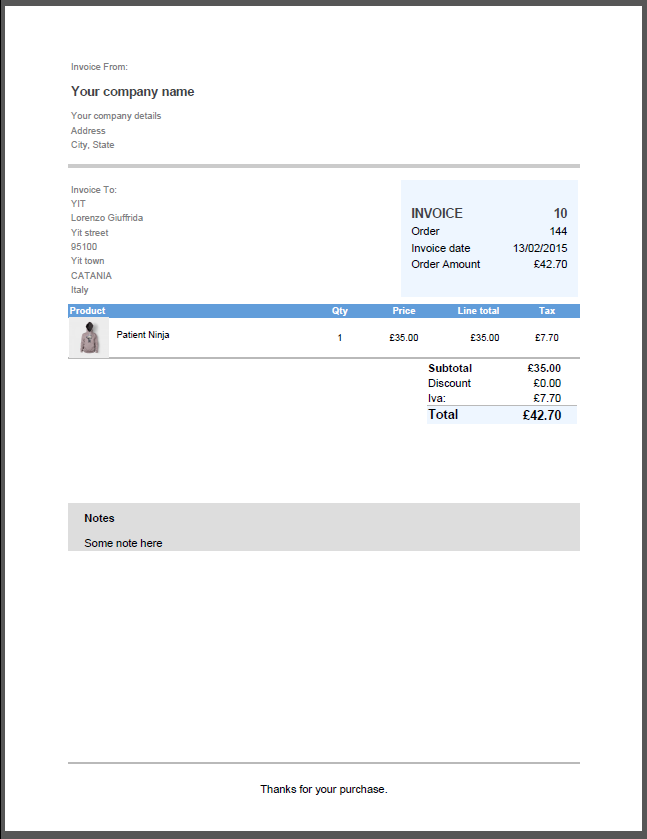 Invoice From:
Your company name
Your company details
Address
City, State
Invoice To:
YIT
Lorenzo Giuffrida
Yit street
95100
Yit town
CATANIA
Italy
INVOICE 10
Order 144
Invoice date 13/02/2015
Order Amount £42.70
Product Qty Price Line total Tax
Patient Ninja 1 £35.00 £35.00 £7.70
Subtotal £35.00
Discount £0.00
Iva: £7.70
Total £42.70
Notes
Some note here
Thanks for your purchase.